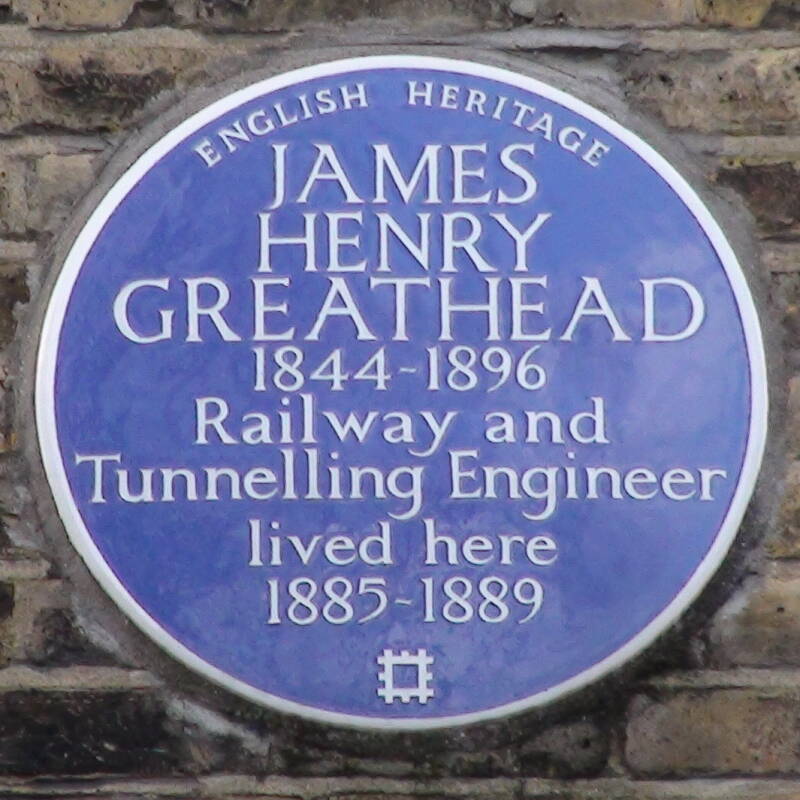 ENGLISH HERITAGE
JAMES
HENRY
GREATHEAD
1844-1896
Railway and
Tunnelling Engineer
lived here
1885-1889